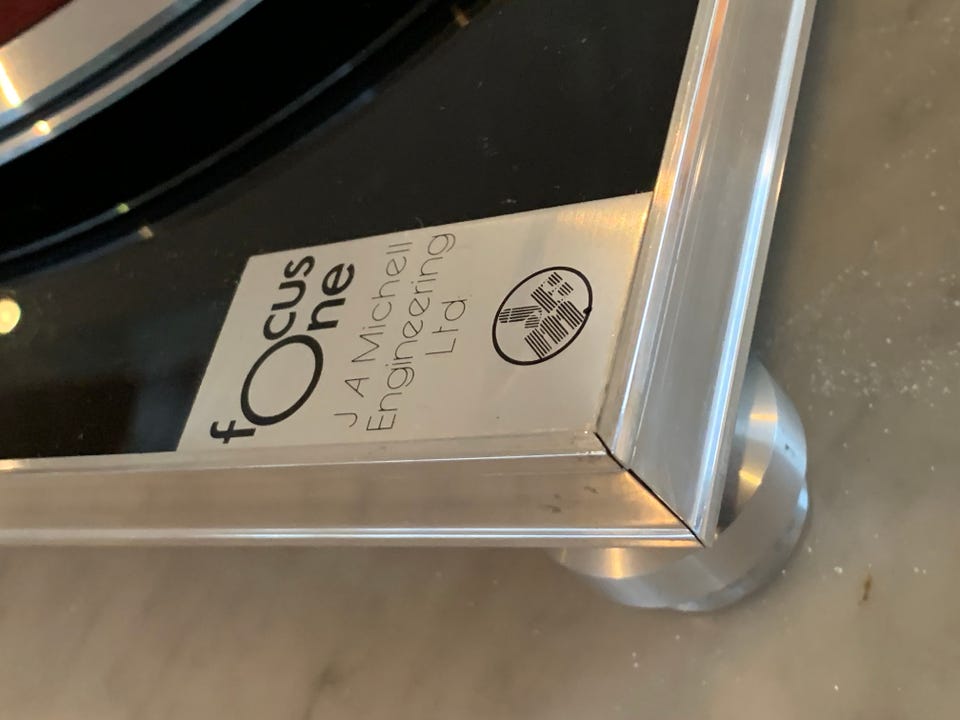 fOcus
One
J A Michell
Engineering
Ltd